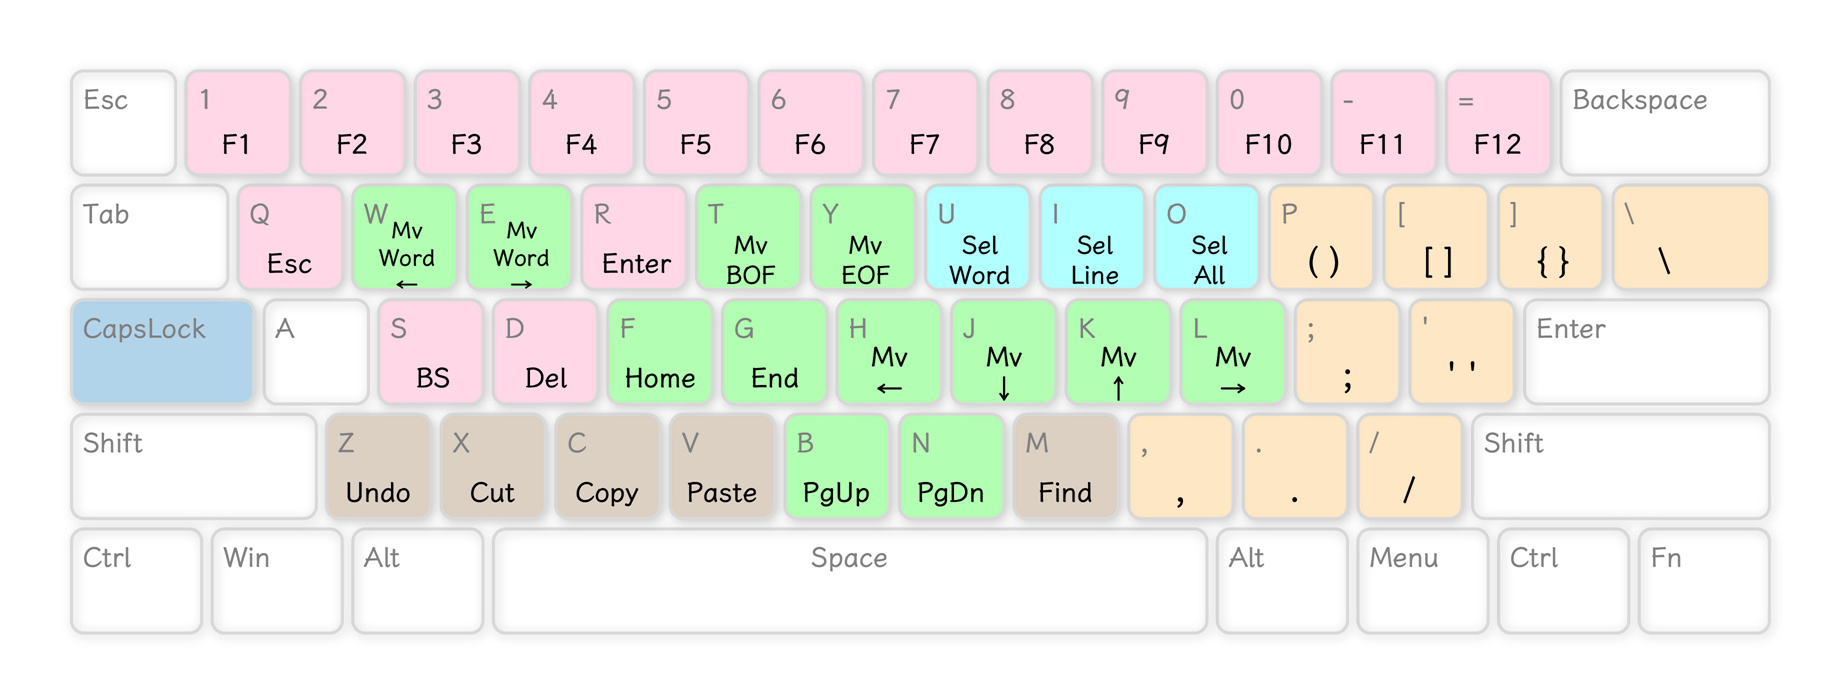 Esc 1 2 3 4 5 6 7 8 9 0 - = Backspace
F1 F2 F3 F4 F5 F6 F7 F8 F9 F10 F11 F12
Tab Q W E R T Y U I O P [ ] \
Mv Mv
Word Word Mv Mv Sel Sel Sel
Esc ← → Enter BOF EOF Word Line All () [] {} \
CapsLock A S D F G H J K L ; ' Enter
Mv Mv Mv Mv
BS Del Home End ← ↓ ↑ → ; ' '
Shift Z X C V B N M , . / Shift
Undo Cut Copy Paste PgUp PgDn Find , . /
Ctrl Win Alt Space Alt Menu Ctrl Fn